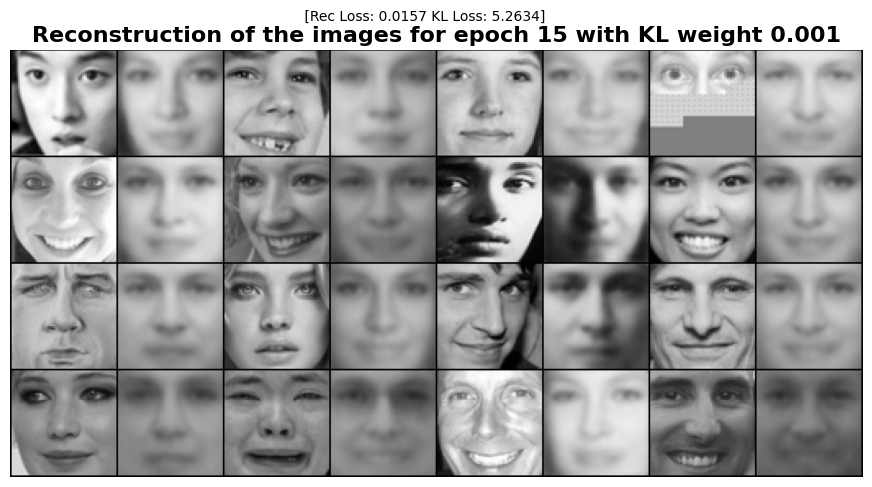 [Rec Loss: 0.0157 KL Loss: 5.2634]
Reconstruction of the images for epoch 15 with KL weight 0.001